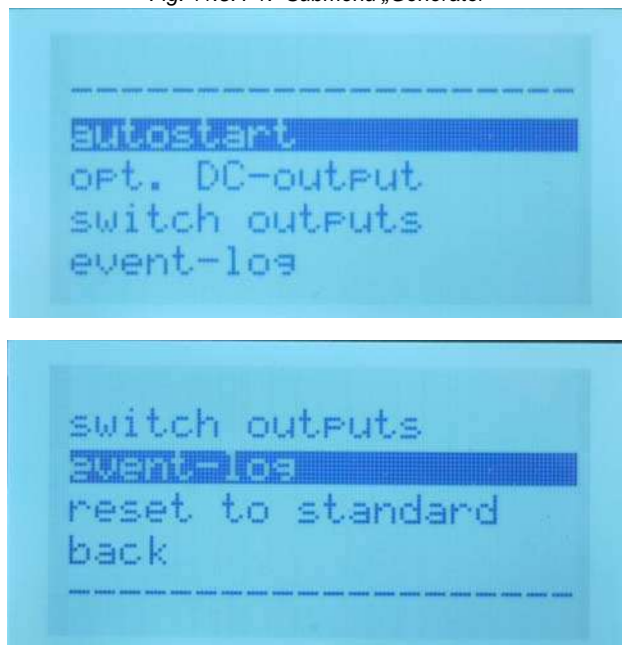 --------------------
autostart
opt. DC-output
switch outputs
event-log
switch outputs
event-log
reset to standard
back
--------------------